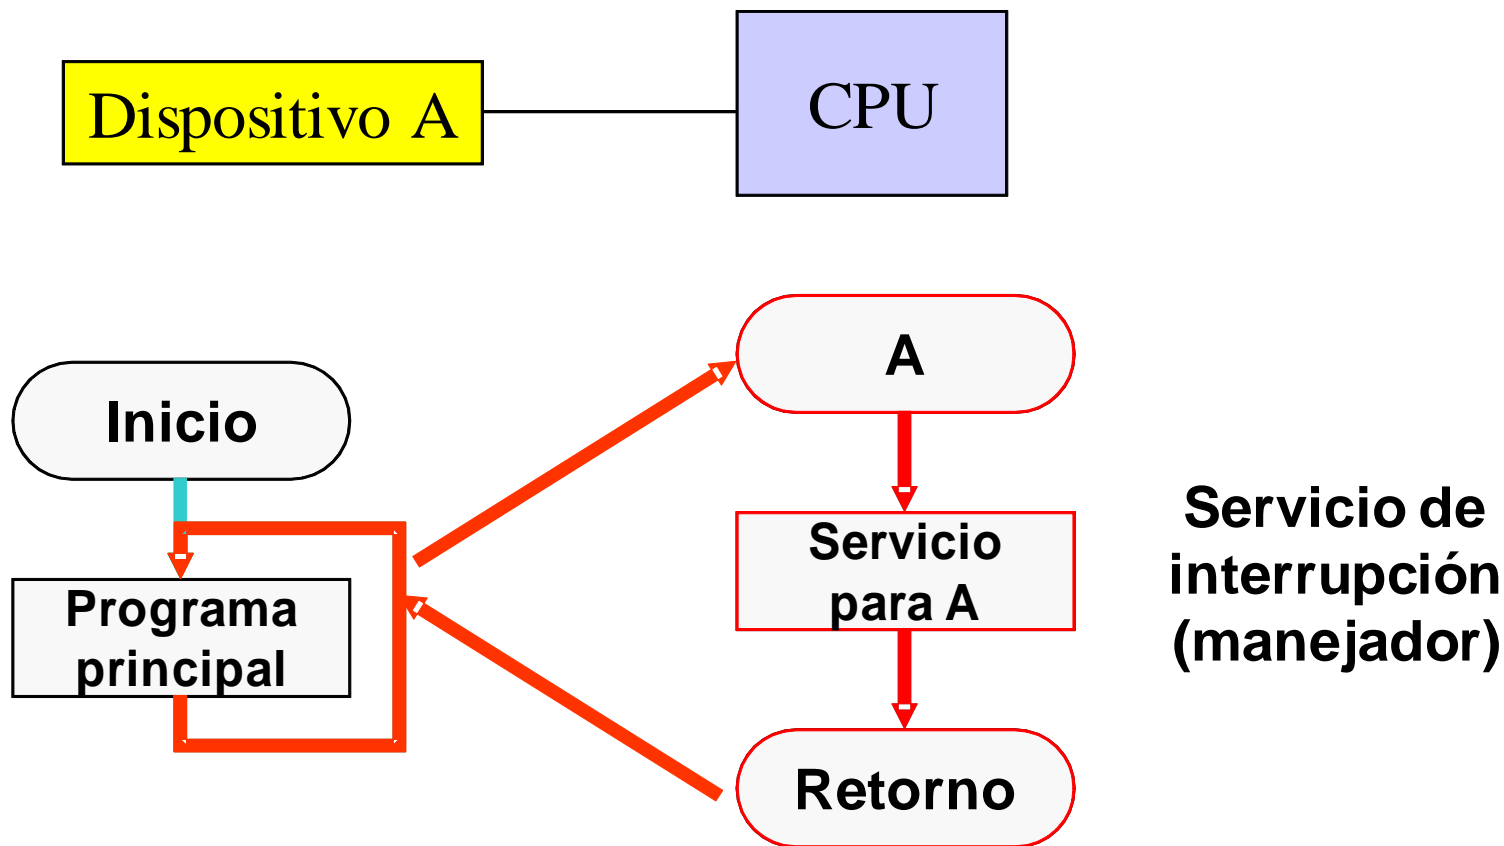 Dispositivo A
CPU
A
Inicio
Servicio
para A
Servicio de
interrupción
(manejador)
Programa
principal
Retorno